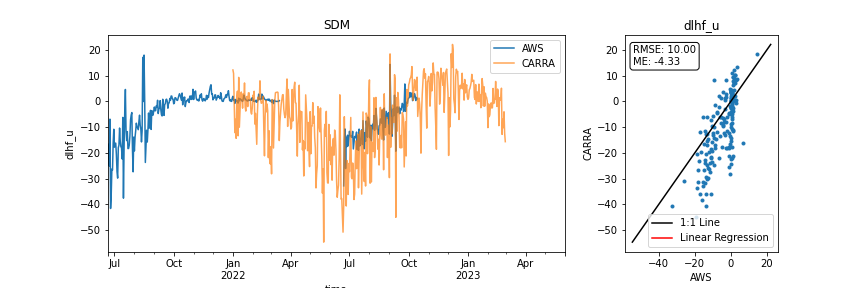 SDM
dlhf_u
20
10
0
−10
−20
−30
−40
−50
dlhf_u
AWS
CARRA
Jul
Oct
Jan
2022
Apr
Jul
Oct
Jan
2023
Apr
time
20
10
0
−10
−20
−30
−40
−50
CARRA
RMSE: 10.00
ME: -4.33
1:1 Line
Linear Regression
−40
−20
0
20
AWS